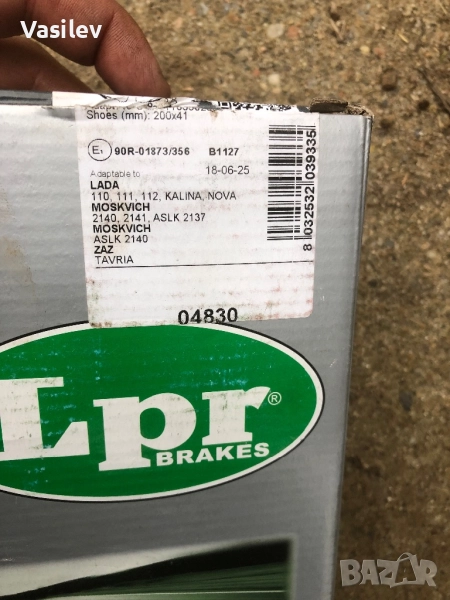 Vasilev
Shoes (mm): 200x41
E1 90R-01873/356 B1127
Adaptable to 18-06-25
LADA
110, 111, 112, KALINA, NOVA
MOSKVICH
2140, 2141, ASLK 2137
MOSKVICH
ASLK 2140
ZAZ
TAVRIA
04830
8 032532 039335
Lpr®
BRAKES
BAZAR